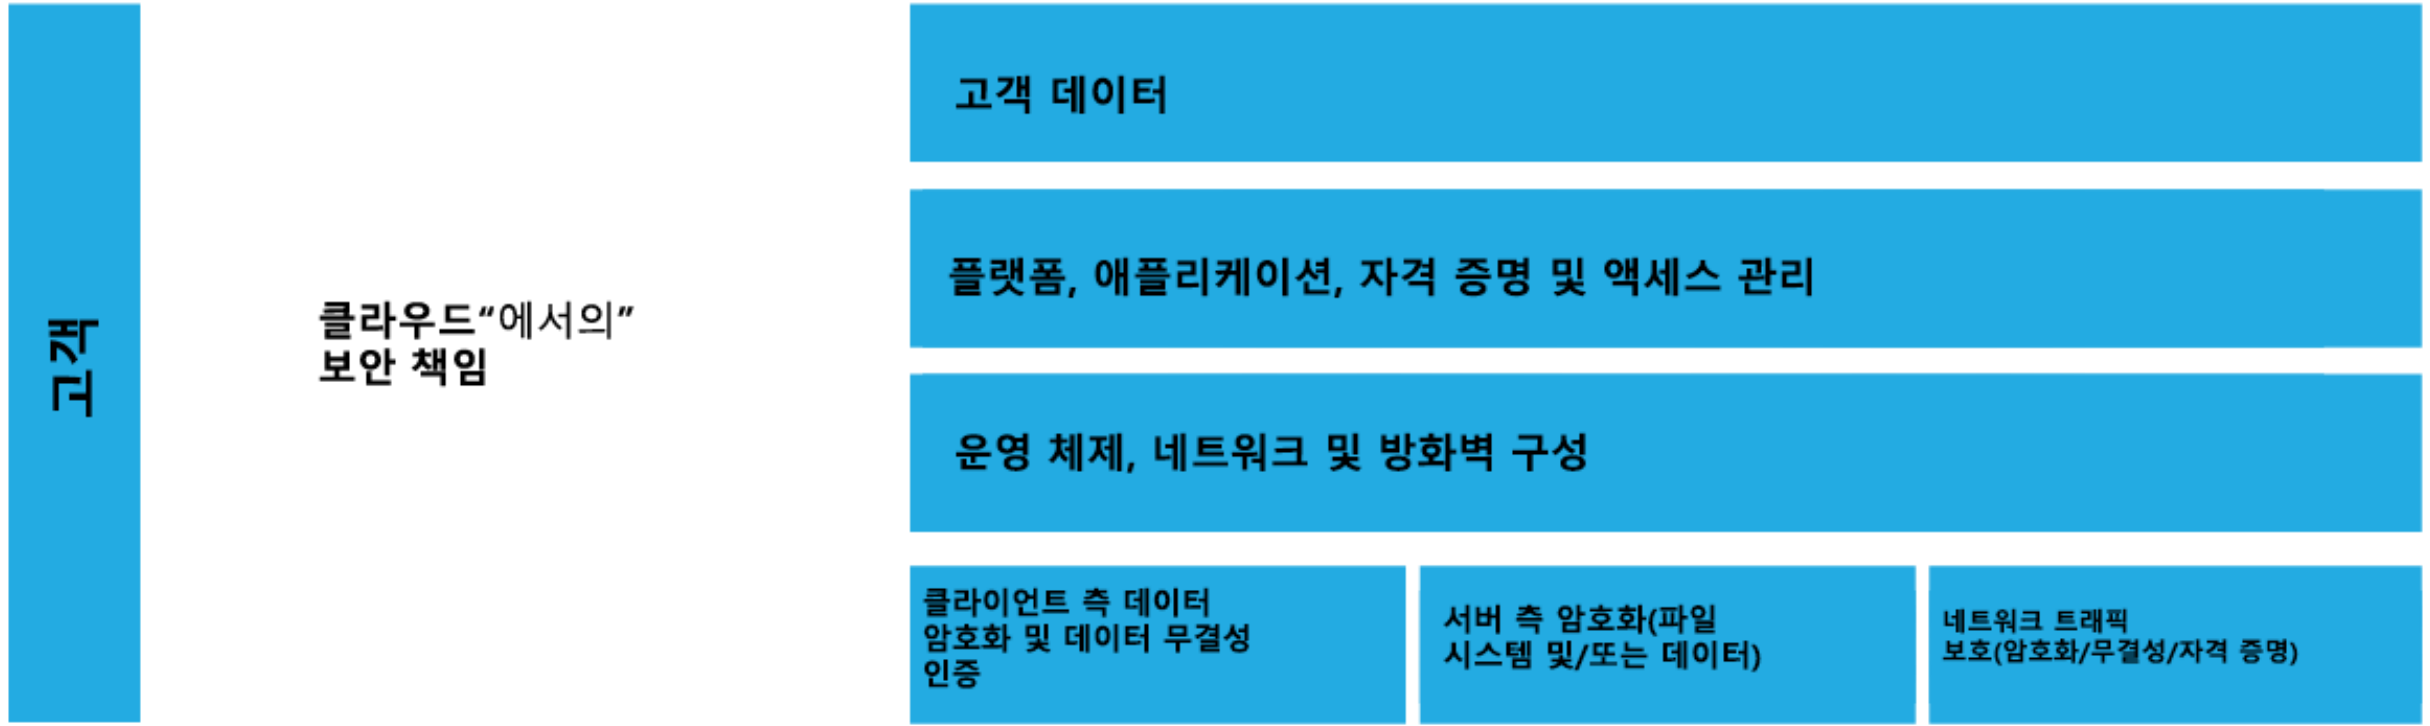 고객
클라우드“에서의”
보안 책임
고객 데이터
플랫폼, 애플리케이션, 자격 증명 및 액세스 관리
운영 체제, 네트워크 및 방화벽 구성
클라이언트 측 데이터
암호화 및 데이터 무결성
인증
서버 측 암호화(파일
시스템 및/또는 데이터)
네트워크 트래픽
보호(암호화/무결성/자격 증명)